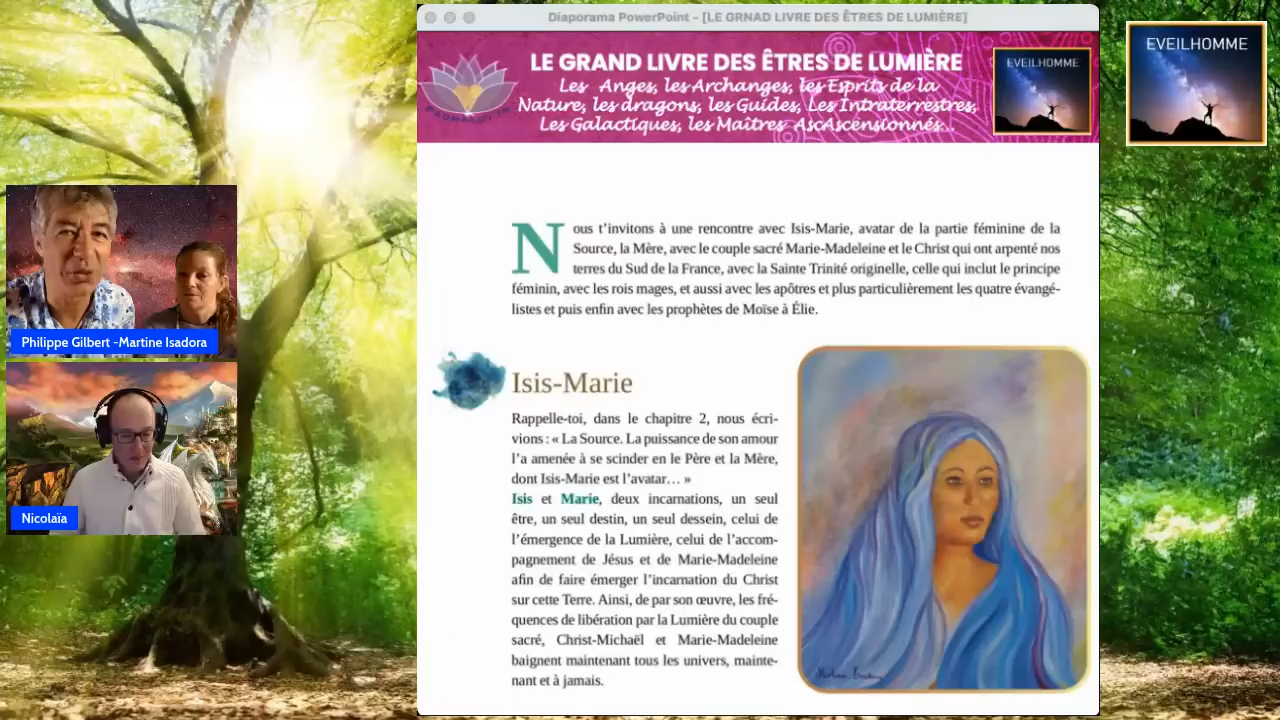 Diaporama PowerPoint - [LE GRNAD LIVRE DES ÊTRES DE LUMIÈRE]
LE GRAND LIVRE DES ÊTRES DE LUMIÈRE
Les Anges, les Archanges, les Esprits de la
Nature, les dragons, les Guides, Les Intraterrestres,
Les Galactiques, les Maîtres AscAscensionnés...
EVEILHOMME
EVEILHOMME
Nous t'invitons à une rencontre avec Isis-Marie, avatar de la partie féminine de la
Source, la Mère, avec le couple sacré Marie-Madeleine et le Christ qui ont arpenté nos
terres du Sud de la France, avec la Sainte Trinité originelle, celle qui inclut le principe
féminin, avec les rois mages, et aussi avec les apôtres et plus particulièrement les quatre évangé-
listes et puis enfin avec les prophètes de Moïse à Élie.
Isis-Marie
Rappelle-toi, dans le chapitre 2, nous écri-
vions : « La Source. La puissance de son amour
l'a amenée à se scinder en le Père et la Mère,
dont Isis-Marie est l'avatar… »
Isis et Marie, deux incarnations, un seul
être, un seul destin, un seul dessein, celui de
l'émergence de la Lumière, celui de l'accom-
pagnement de Jésus et de Marie-Madeleine
afin de faire émerger l'incarnation du Christ
sur cette Terre. Ainsi, de par son œuvre, les fré-
quences de libération par la Lumière du couple
sacré, Christ-Michaël et Marie-Madeleine
baignent maintenant tous les univers, mainte-
nant et à jamais.
Philippe Gilbert -Martine Isadora
Nicolaïa